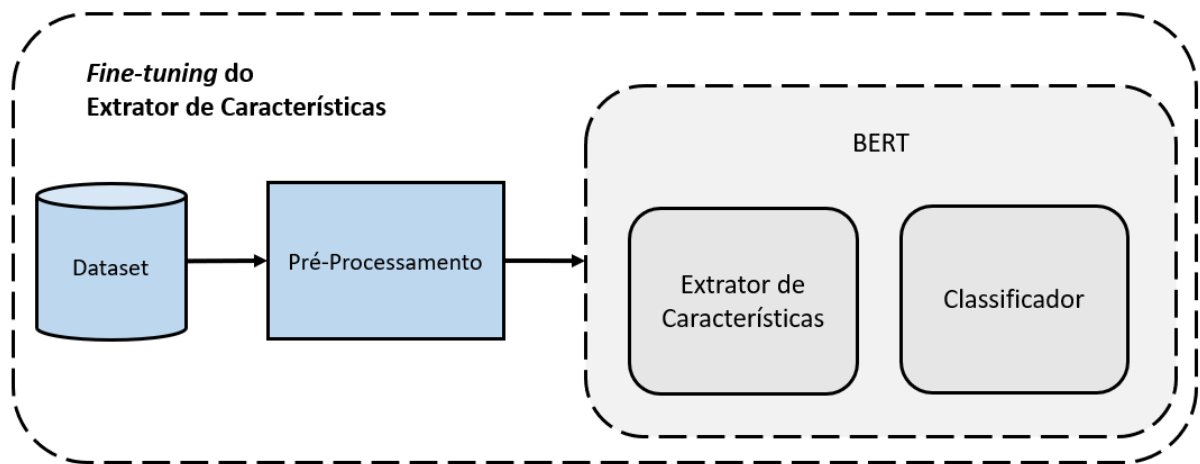 Fine-tuning do
Extrator de Características
BERT
Dataset
Pré-Processamento
Extrator de
Características
Classificador